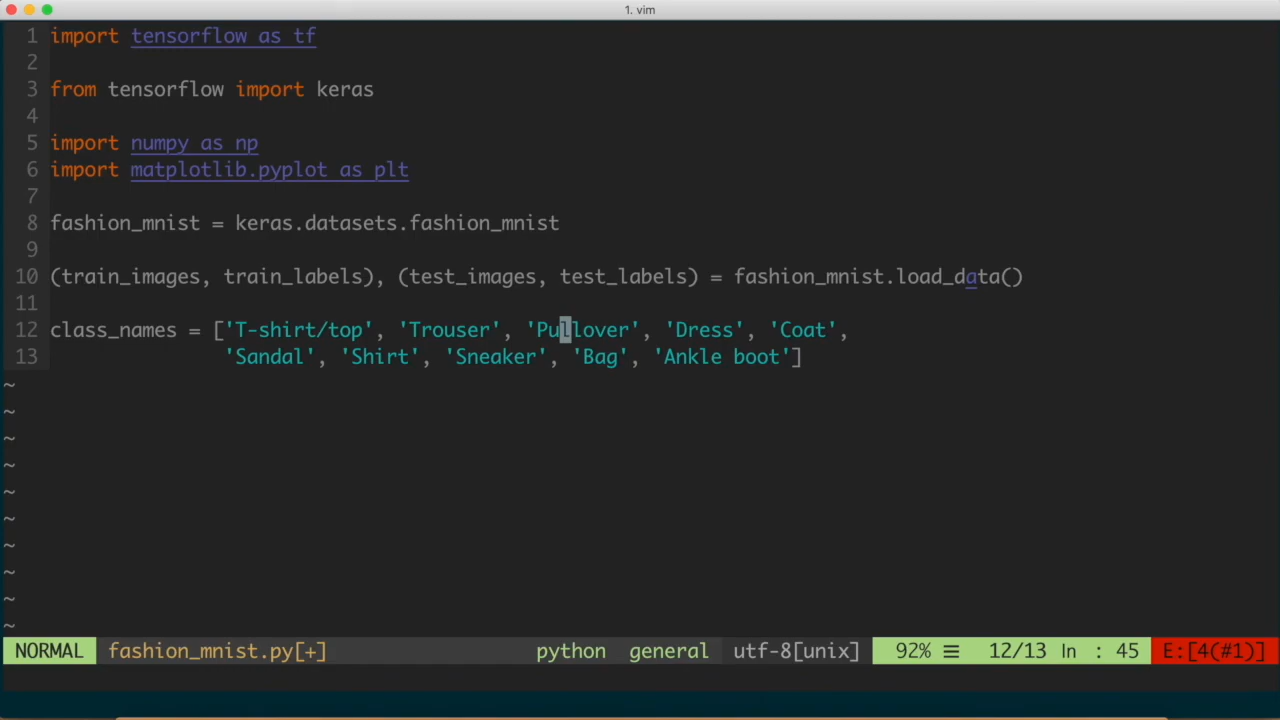 1. vim
1 import tensorflow as tf
2
3 from tensorflow import keras
4
5 import numpy as np
6 import matplotlib.pyplot as plt
7
8 fashion_mnist = keras.datasets.fashion_mnist
9
10 (train_images, train_labels), (test_images, test_labels) = fashion_mnist.load_data()
11
12 class_names = ['T-shirt/top', 'Trouser', 'Pullover', 'Dress', 'Coat',
13                'Sandal', 'Shirt', 'Sneaker', 'Bag', 'Ankle boot']
~
~
~
~
~
~
~
~
~
~
NORMAL fashion_mnist.py[+] python general utf-8[unix] 92% ☰ 12/13 ln : 45 E:[4(#1)]